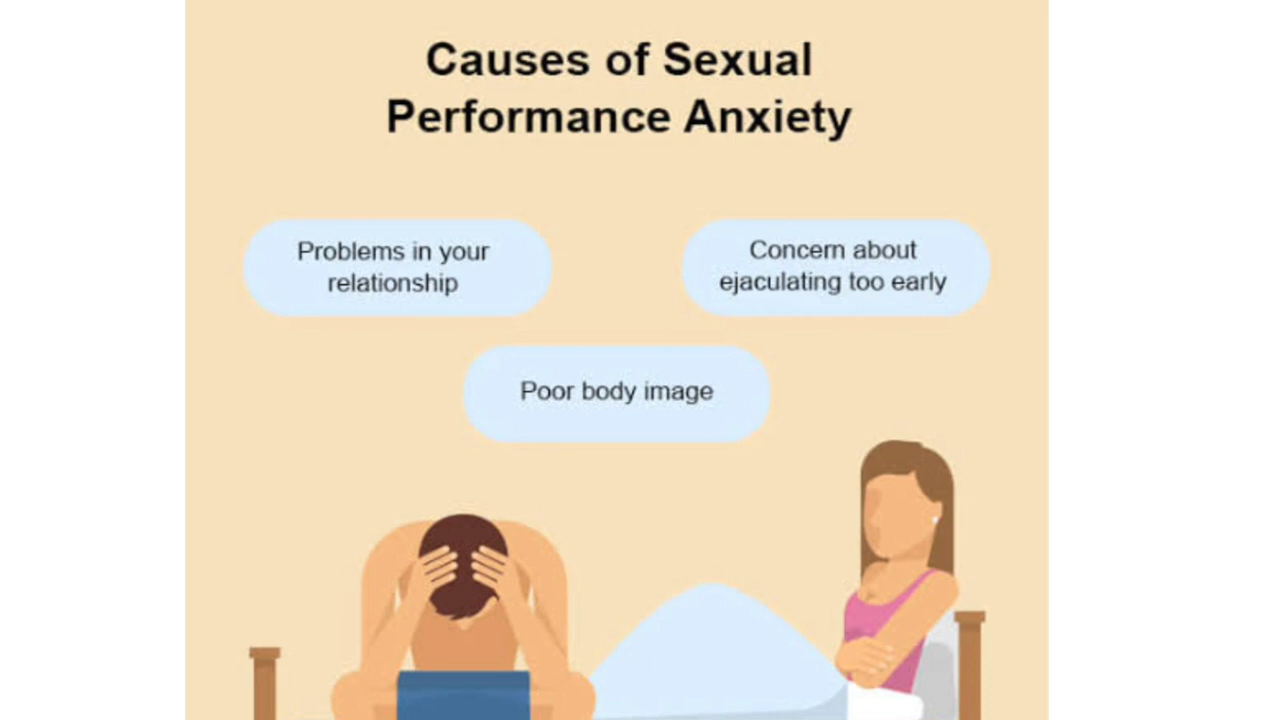 Causes of Sexual
Performance Anxiety
Problems in your
relationship
Concern about
ejaculating too early
Poor body image